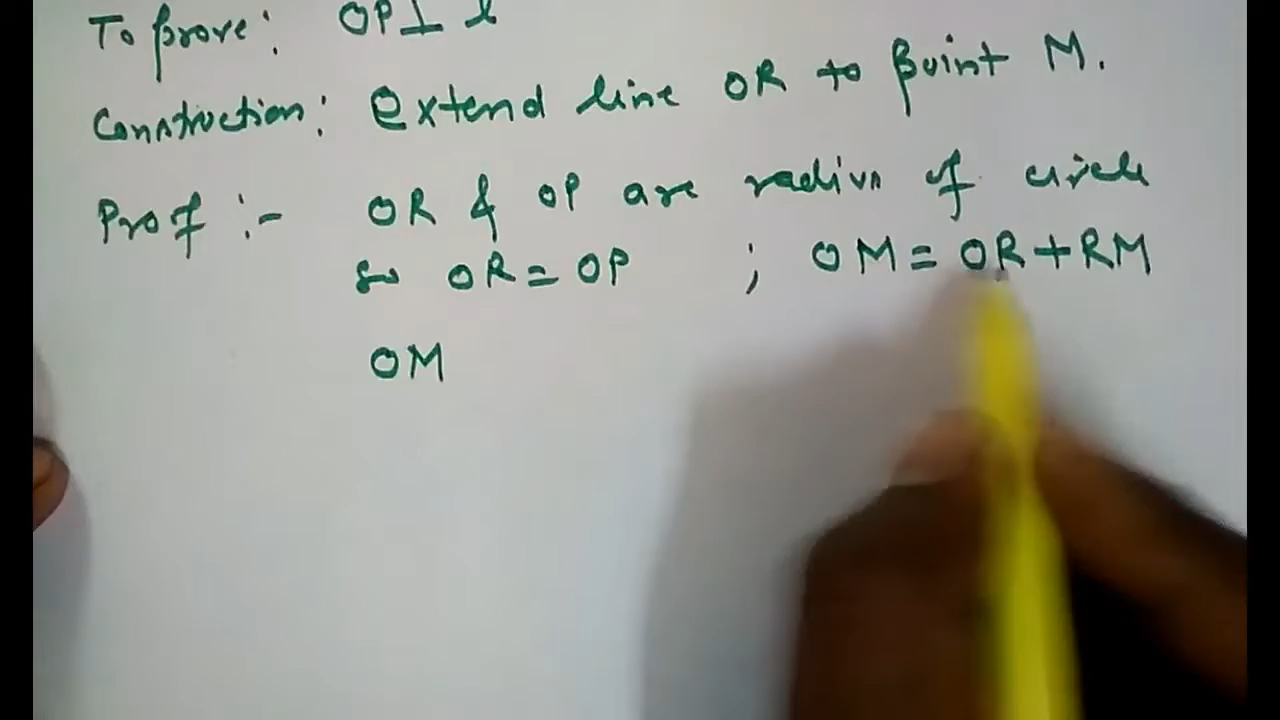 To prove: OP⊥ l
Construction: extend line OR to point M.
Prof :- OR & OP are radius of circle
so OR = OP ; OM = OR + RM
OM